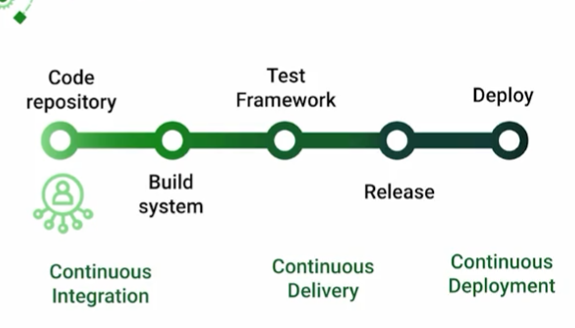 Code
repository
Test
Framework
Deploy
Build
system
Release
Continuous
Integration
Continuous
Delivery
Continuous
Deployment